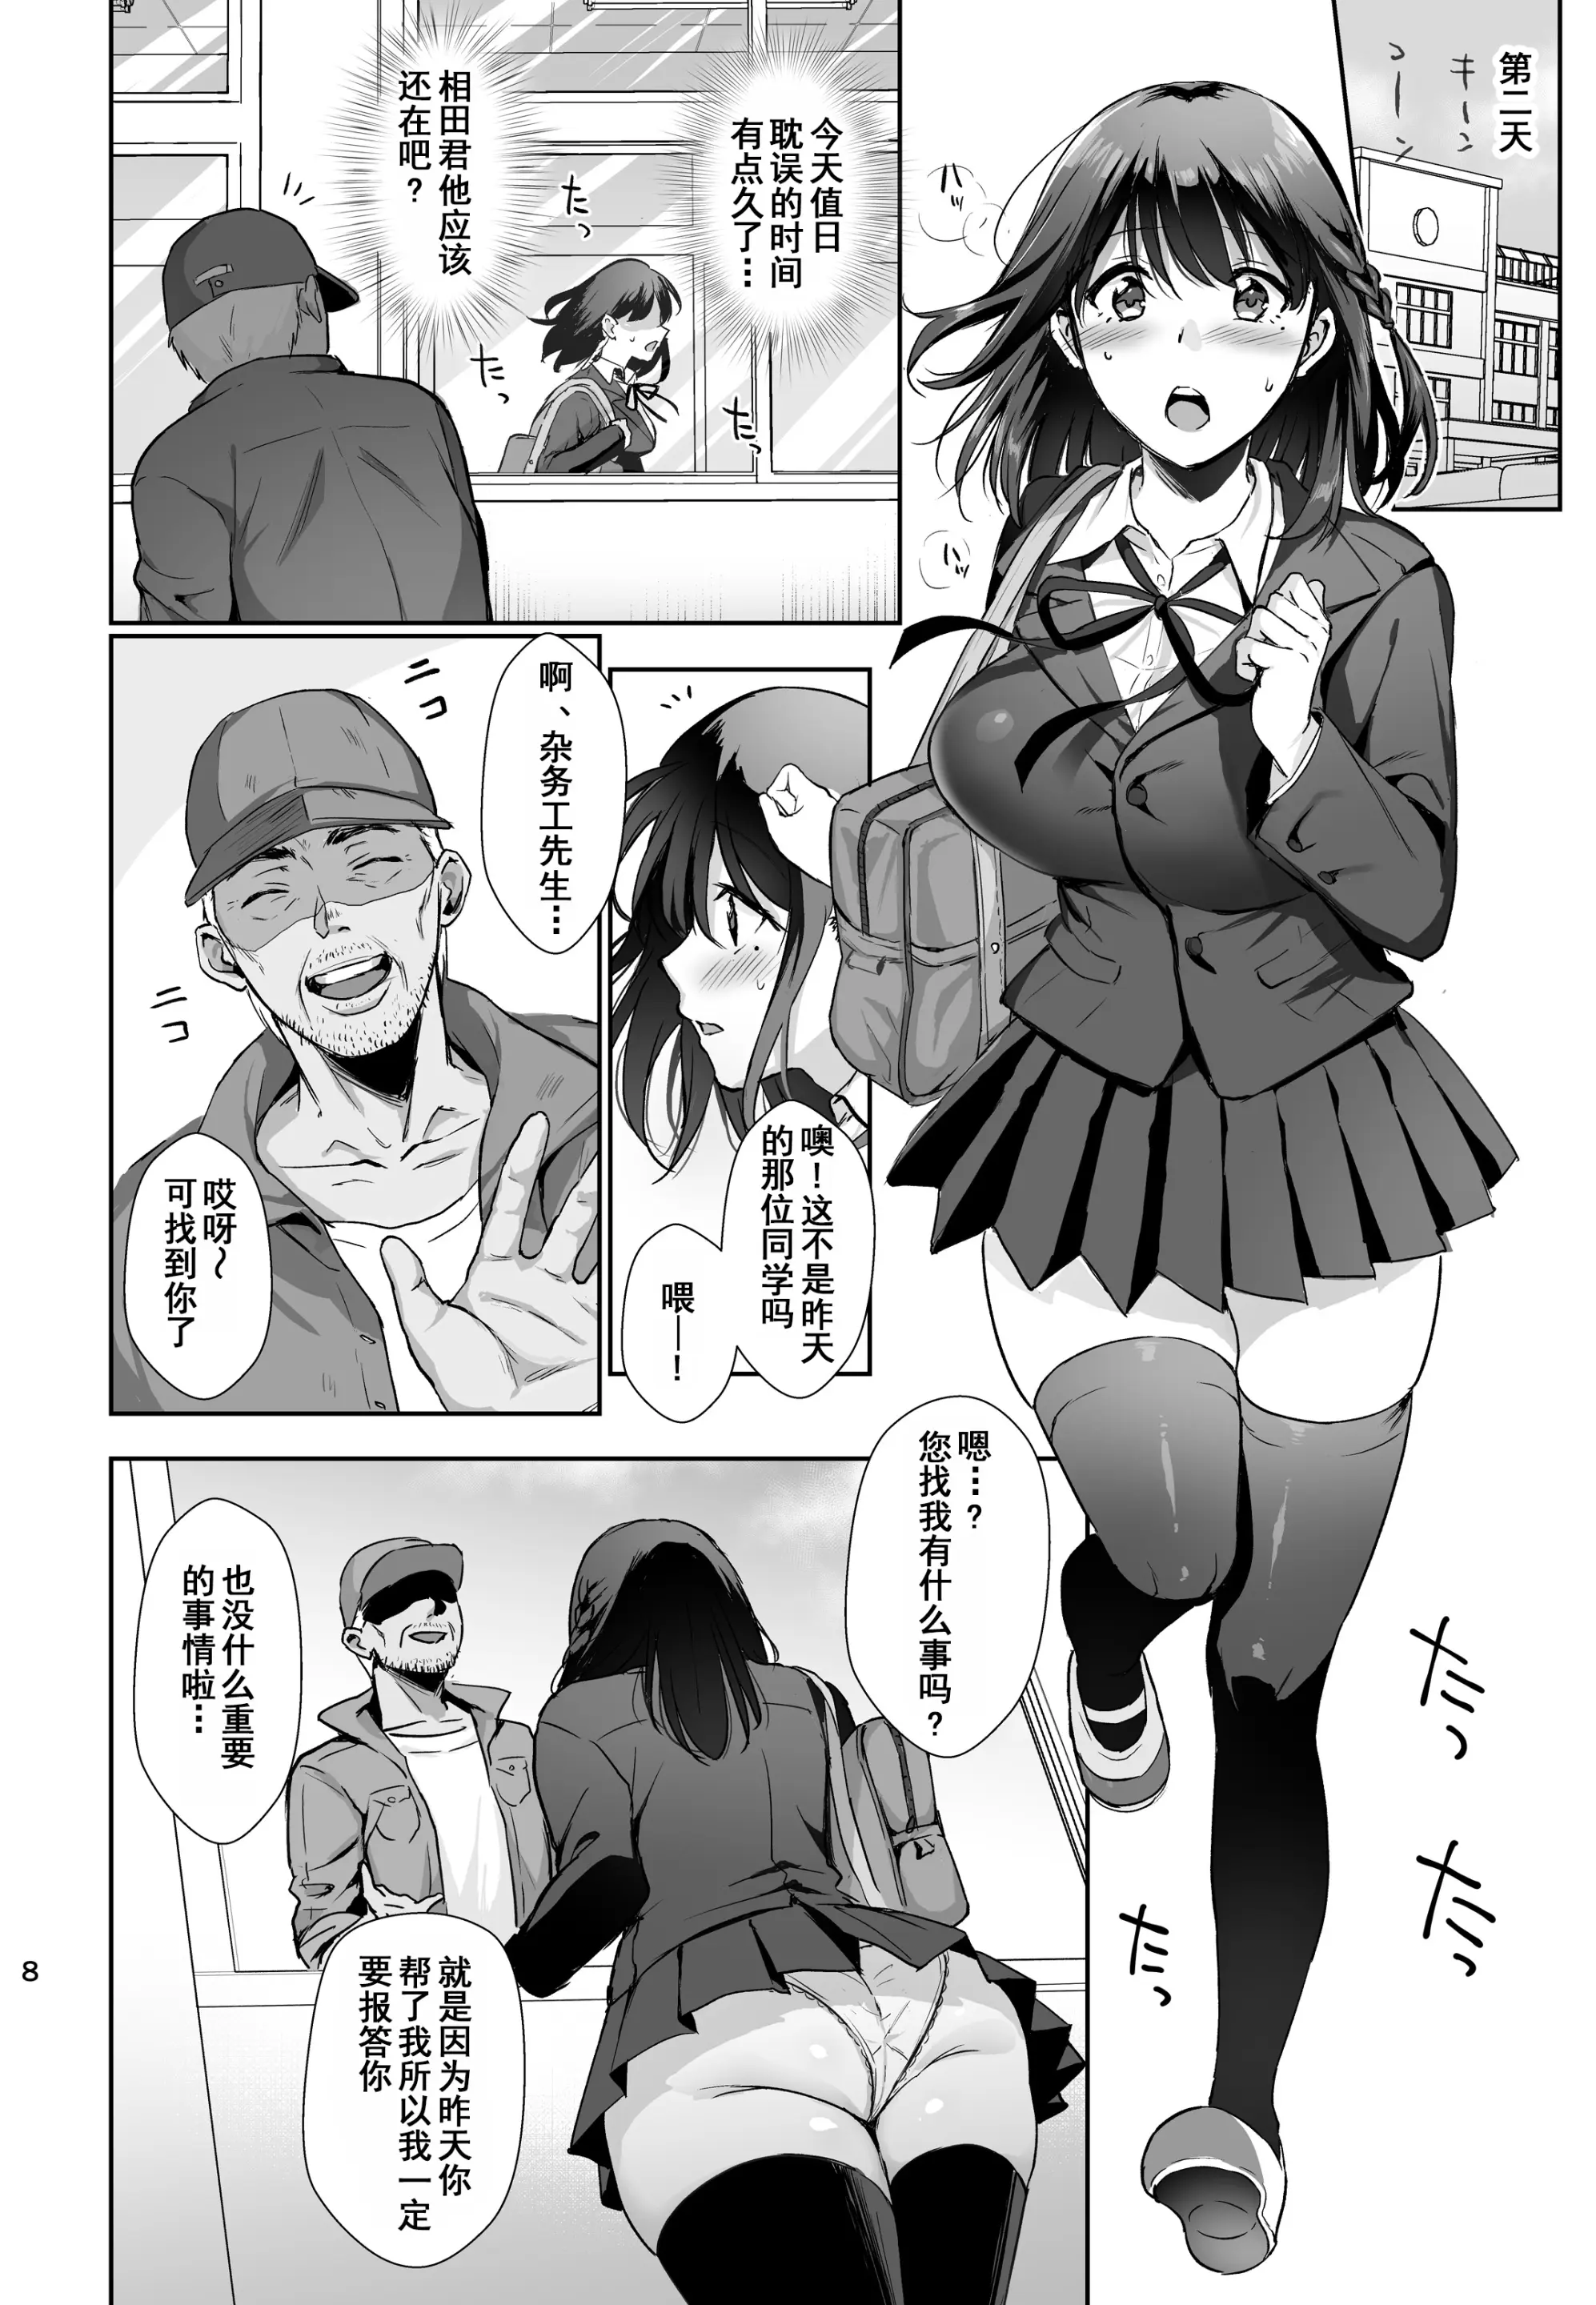 第二天
キーン
コーン
ハッ
ハッ
たっ
たっ
たっ
今天值日
耽误的时间
有点久了…
相田君他应该
还在吧？
たっ
たっ
たっ
啊、杂务工先生…
噢！这不是昨天
的那位同学吗
喂——！
ニコ
ニコ
哎呀～
可找到你了
嗯…？
您找我有什么事吗？
也没什么重要
的事情啦…
就是因为昨天你
帮了我所以我一定
要报答你
8